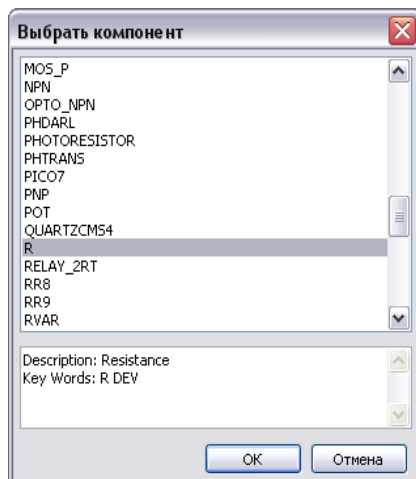 Выбрать компонент
MOS_P
NPN
OPTO_NPN
PHDARL
PHOTORESISTOR
PHTRANS
PICO7
PNP
POT
QUARTZCMS4
R
RELAY_2RT
RR8
RR9
RVAR
Description: Resistance
Key Words: R DEV
OK
Отмена